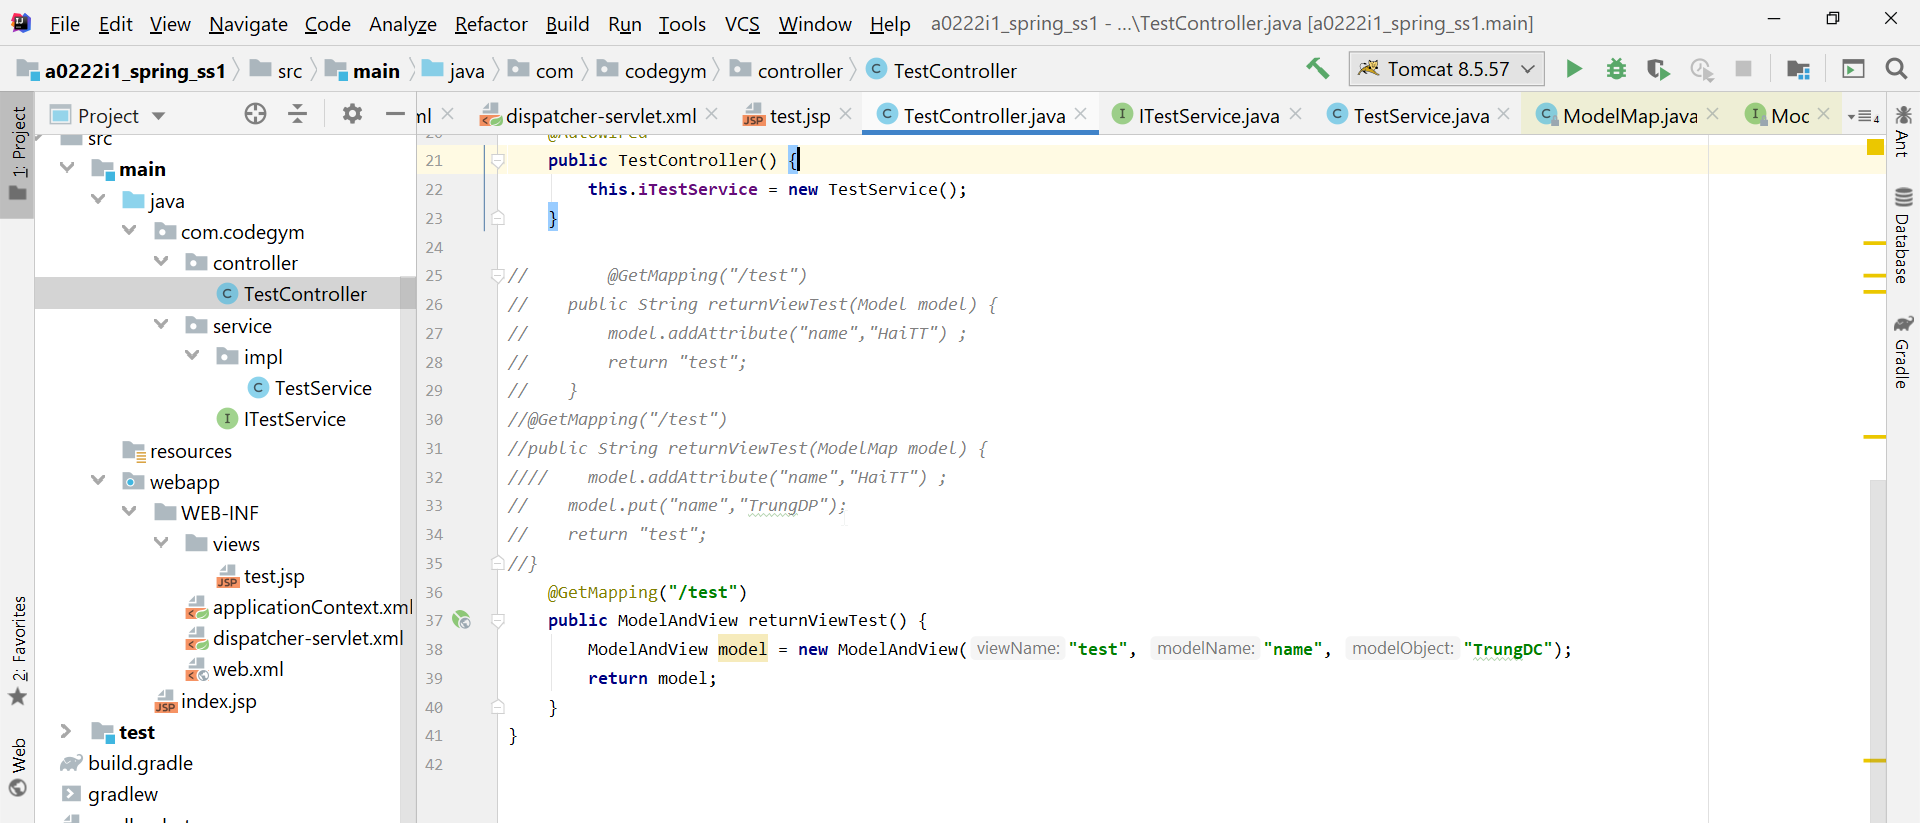 File Edit View Navigate Code Analyze Refactor Build Run Tools VCS Window Help a0222i1_spring_ss1 - ...\TestController.java [a0222i1_spring_ss1.main]
a0222i1_spring_ss1 src main java com codegym controller TestController Tomcat 8.5.57
Project
ml dispatcher-servlet.xml test.jsp TestController.java ITestService.java TestService.java ModelMap.java Moc 4
1: Project
2: Favorites
Web
src
main
java
com.codegym
controller
TestController
service
impl
TestService
ITestService
resources
webapp
WEB-INF
views
test.jsp
applicationContext.xml
dispatcher-servlet.xml
web.xml
index.jsp
test
build.gradle
gradlew
20 @Autowired
21 public TestController() {
22 this.iTestService = new TestService();
23 }
24
25 // @GetMapping("/test")
26 // public String returnViewTest(Model model) {
27 // model.addAttribute("name","HaiTT") ;
28 // return "test";
29 // }
30 //@GetMapping("/test")
31 //public String returnViewTest(ModelMap model) {
32 //// model.addAttribute("name","HaiTT") ;
33 // model.put("name","TrungDP");
34 // return "test";
35 //}
36 @GetMapping("/test")
37 public ModelAndView returnViewTest() {
38 ModelAndView model = new ModelAndView( viewName: "test", modelName: "name", modelObject: "TrungDC");
39 return model;
40 }
41 }
42
Ant
Database
Gradle